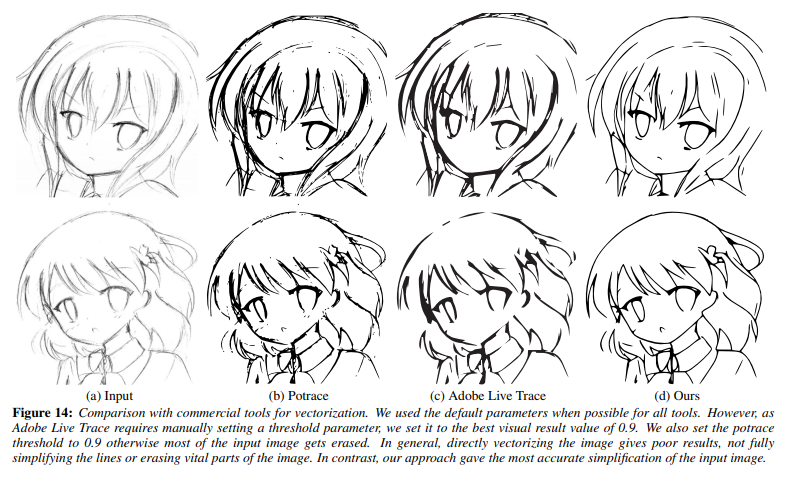 (a) Input (b) Potrace (c) Adobe Live Trace (d) Ours
Figure 14: Comparison with commercial tools for vectorization. We used the default parameters when possible for all tools. However, as
Adobe Live Trace requires manually setting a threshold parameter, we set it to the best visual result value of 0.9. We also set the potrace
threshold to 0.9 otherwise most of the input image gets erased. In general, directly vectorizing the image gives poor results, not fully
simplifying the lines or erasing vital parts of the image. In contrast, our approach gave the most accurate simplification of the input image.